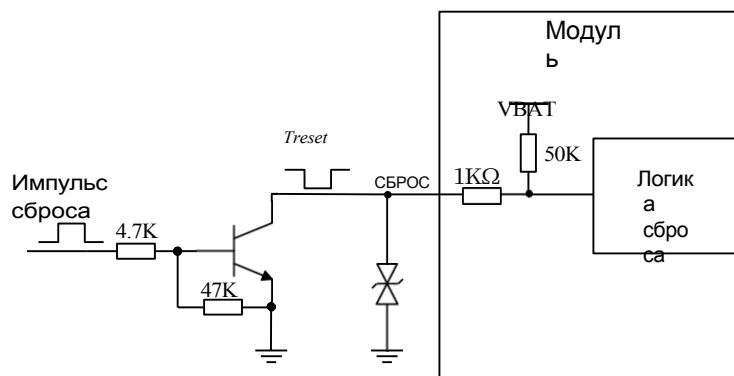 Модул
ь
VBAT
Treset
50K
СБРОС
1KΩ
Импульс
сброса
4.7K
Логик
а
сбро
са
47K